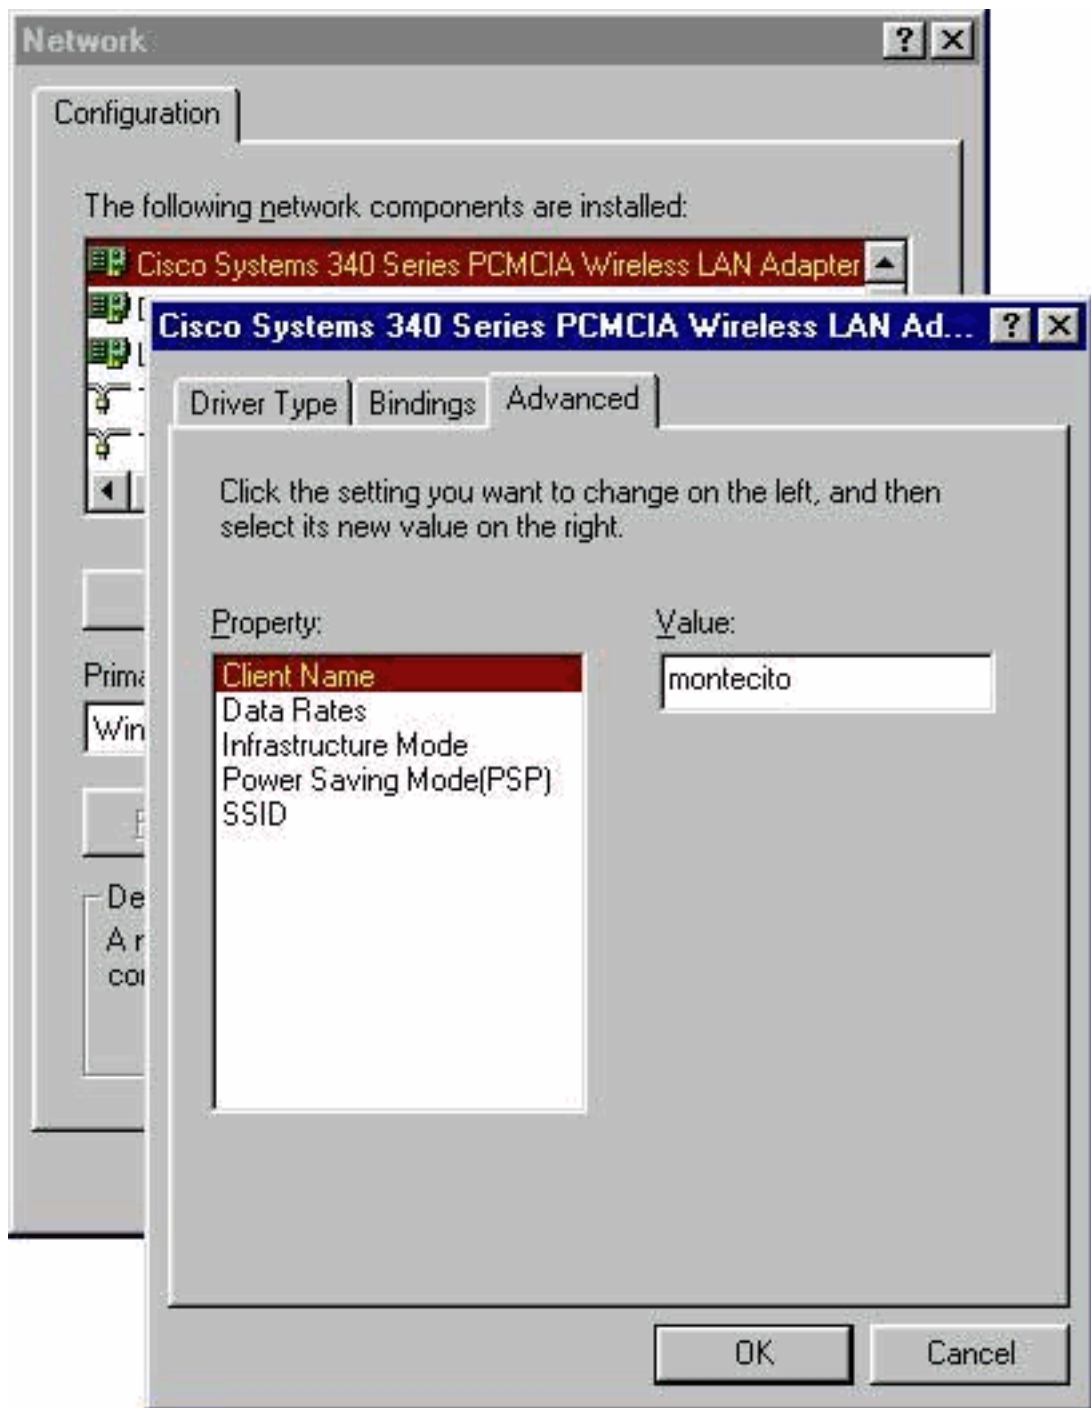 Network
Configuration
The following network components are installed:
Cisco Systems 340 Series PCMCIA Wireless LAN Adapter
Cisco Systems 340 Series PCMCIA Wireless LAN Ad...
Driver Type
Bindings
Advanced
Click the setting you want to change on the left, and then
select its new value on the right.
Property:
Client Name
Data Rates
Infrastructure Mode
Power Saving Mode(PSP)
SSID
Value:
montecito
Prima
Win
De
A r
OK
Cancel